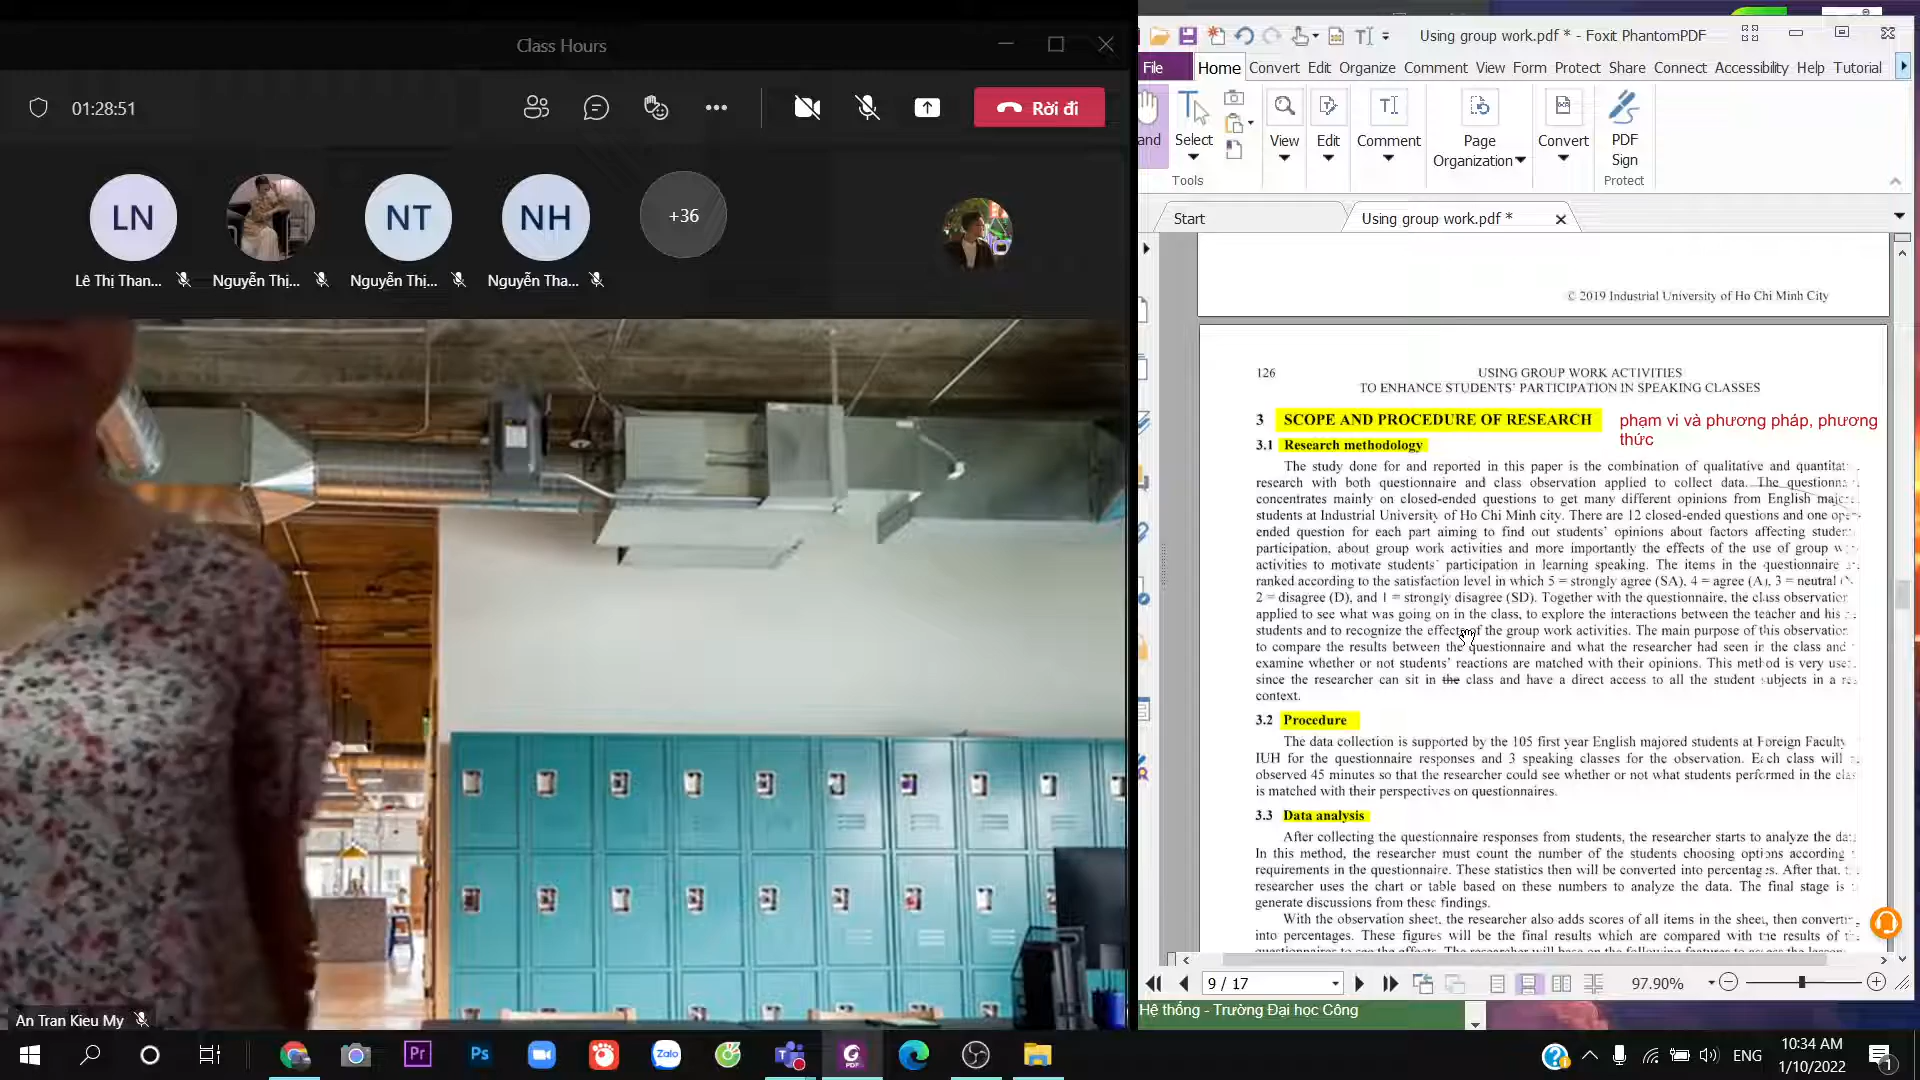 Class Hours
01:28:51
Rời đi
LN
NT
NH
+36
Lê Thị Than...
Nguyễn Thị...
Nguyễn Thị...
Nguyễn Tha...
An Tran Kieu My
Using group work.pdf * - Foxit PhantomPDF
File Home Convert Edit Organize Comment View Form Protect Share Connect Accessibility Help Tutorial
and
Select
View
Edit
Comment
Page
Organization
Convert
PDF
Sign
Tools
Protect
Start
Using group work.pdf *
© 2019 Industrial University of Ho Chi Minh City
126
USING GROUP WORK ACTIVITIES
TO ENHANCE STUDENTS' PARTICIPATION IN SPEAKING CLASSES
3 SCOPE AND PROCEDURE OF RESEARCH
phạm vi và phương pháp, phương
thức
3.1 Research methodology
The study done for and reported in this paper is the combination of qualitative and
research with both questionnaire and class observation applied to collect data. The
concentrates mainly on closed-ended questions to get many different opinions from English
students at Industrial University of Ho Chi Minh city. There are 12 closed-ended questions and one
ended question for each part aiming to find out students' opinions about factors affecting
participation, about group work activities and more importantly the effects of the use of group
activities to motivate students' participation in learning speaking. The items in the questionnaire
ranked according to the satisfaction level in which 5 = strongly agree (SA), 4 = agree (A), 3 = neutral
2 = disagree (D), and 1 = strongly disagree (SD). Together with the questionnaire, the class
applied to see what was going on in the class, to explore the interactions between the teacher and his
students and to recognize the effects of the group work activities. The main purpose of this
to compare the results between the questionnaire and what the researcher had seen in the class and
examine whether or not students' reactions are matched with their opinions. This method is very
since the researcher can sit in the class and have a direct access to all the student subjects in a
context.
3.2 Procedure
The data collection is supported by the 105 first year English majored students at Foreign Faculty
IUH for the questionnaire responses and 3 speaking classes for the observation. Each class will
observed 45 minutes so that the researcher could see whether or not what students performed in the
is matched with their perspectives on questionnaires.
3.3 Data analysis
After collecting the questionnaire responses from students, the researcher starts to analyze the
In this method, the researcher must count the number of the students choosing options according
requirements in the questionnaire. These statistics then will be converted into percentages. After that,
researcher uses the chart or table based on these numbers to analyze the data. The final stage is
generate discussions from these findings.
With the observation sheet, the researcher also adds scores of all items in the sheet, then
into percentages. These figures will be the final results which are compared with the results of
9 / 17
97.90%
Hệ thống - Trường Đại học Công
Pr
Ps
Zalo
ENG
10:34 AM
1/10/2022
1